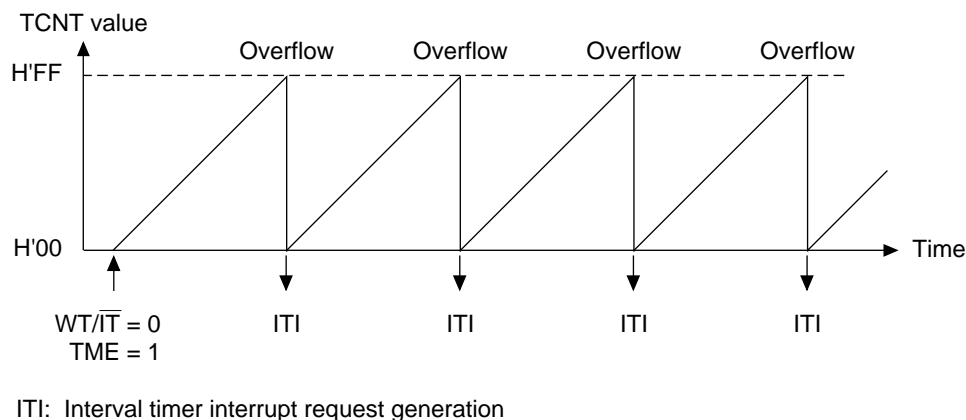 TCNT value
Overflow Overflow Overflow Overflow
H'FF
H'00
Time
WT/I̅T̅ = 0
TME = 1
ITI ITI ITI ITI
ITI: Interval timer interrupt request generation